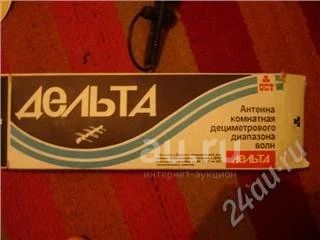 ДЕЛЬТА
ОСТ
Антенна
комнатная
дециметрового
диапазона
волн
ДЕЛЬТА
au.ru
интернет-аукцион
24au.ru